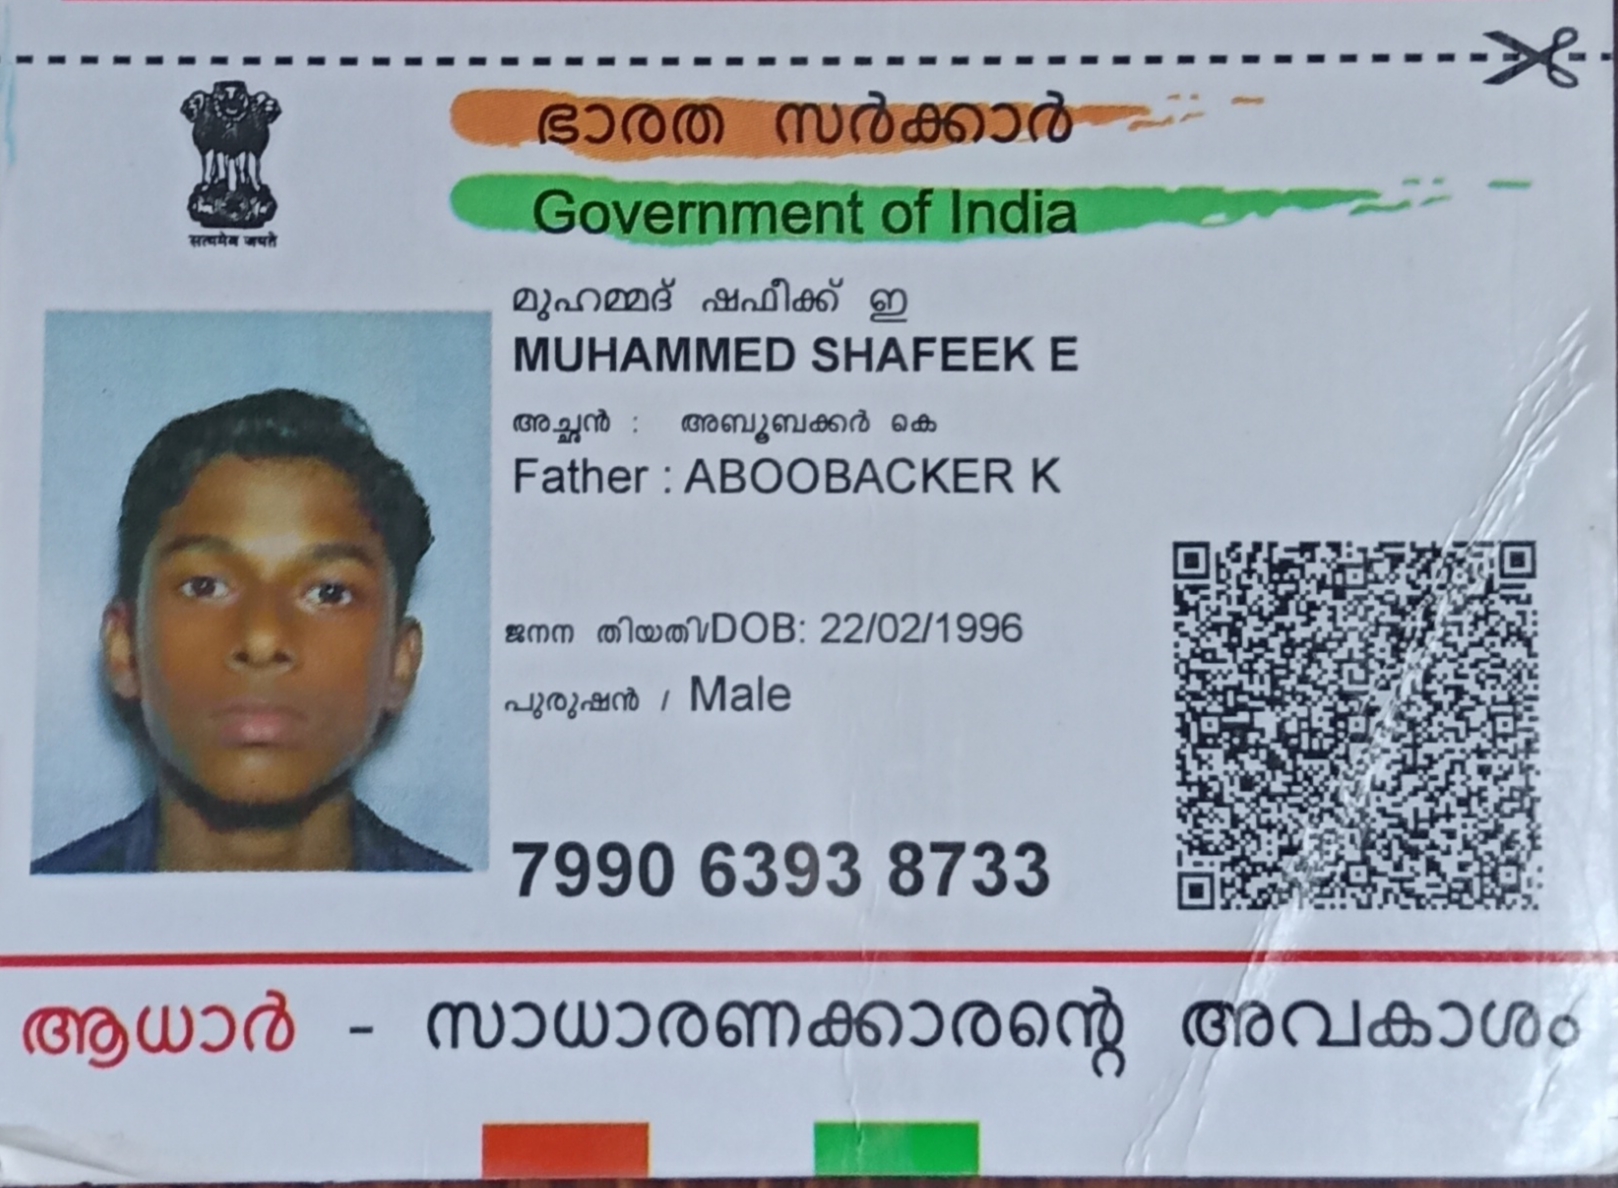 सत्यमेव जयते
ഭാരത സർക്കാർ
Government of India
മുഹമ്മദ് ഷഫീക്ക് ഇ
MUHAMMED SHAFEEK E
അച്ഛൻ : അബൂബക്കർ കെ
Father : ABOOBACKER K
ജനന തിയതി/DOB: 22/02/1996
പുരുഷൻ / Male
7990 6393 8733
ആധാർ - സാധാരണക്കാരന്റെ അവകാശം